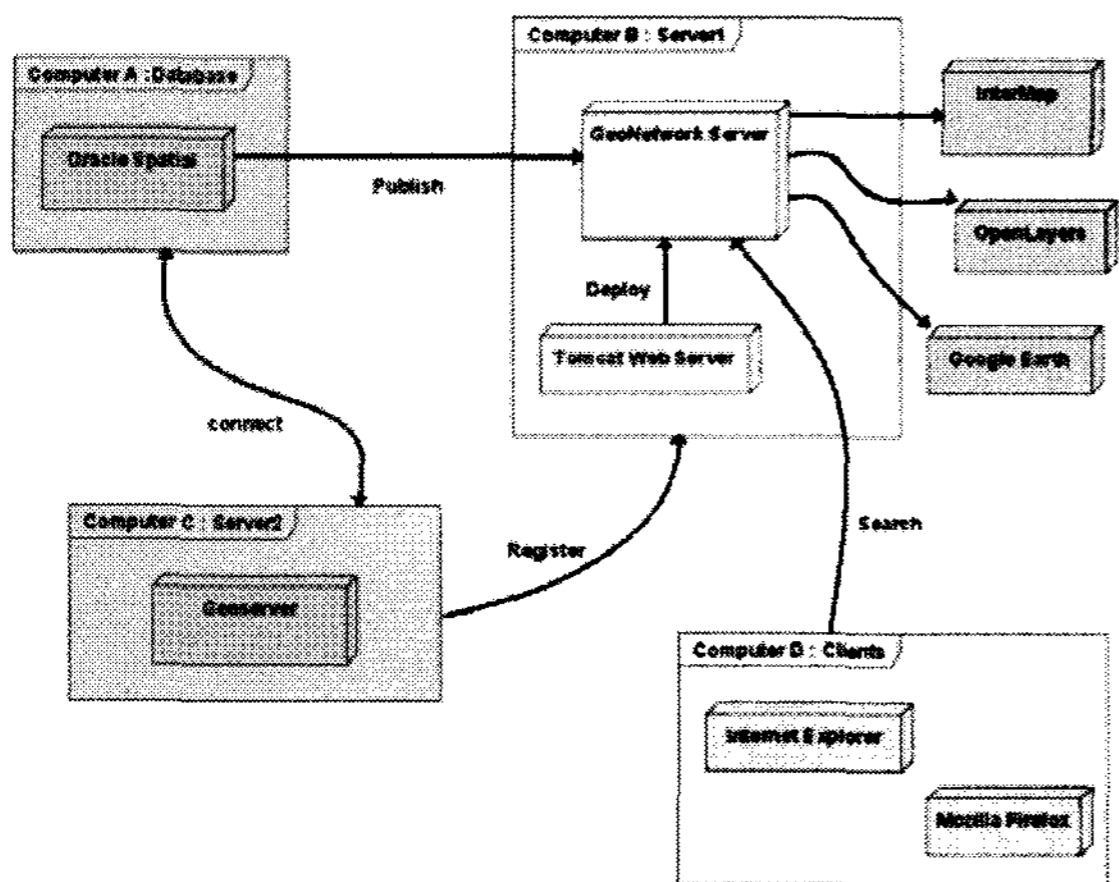 Computer B : Server1
Computer A :Database
InterMap
GeoNetwork Server
Oracle Spatial
Publish
OpenLayers
Deploy
Tomcat Web Server
Google Earth
connect
Computer C : Server2
Search
Register
Geoserver
Computer D : Clients
Internet Explorer
Mozilla Firefox